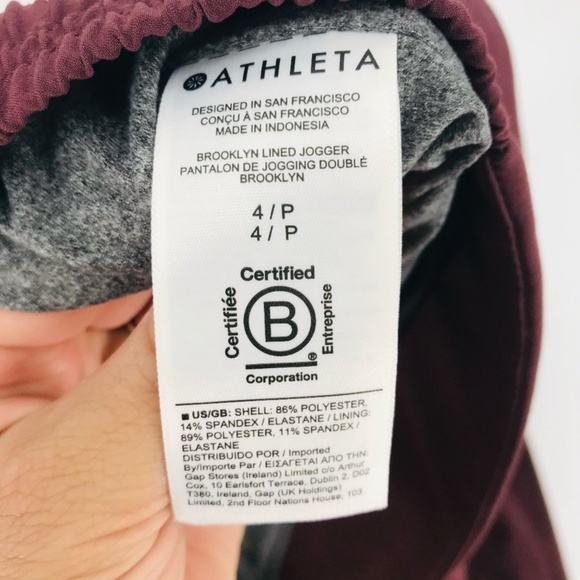 ATHLETA
DESIGNED IN SAN FRANCISCO
CONÇU À SAN FRANCISCO
MADE IN INDONESIA
BROOKLYN LINED JOGGER
PANTALON DE JOGGING DOUBLÉ
BROOKLYN
4 / P
4 / P
Certified
Certifiée
B
®
Entreprise
Corporation
■ US/GB: SHELL: 86% POLYESTER,
14% SPANDEX / ELASTANE / LINING:
89% POLYESTER, 11% SPANDEX /
ELASTANE
DISTRIBUIDO POR / Imported
By/Importe Par / ΕΙΣΑΓΕΤΑΙ ΑΠΟ ΤΗΝ:
Gap Stores (Ireland) Limited c/o Arthur
Cox, 10 Earlsfort Terrace, Dublin 2, D02
T380, Ireland, Gap (UK Holdings)
Limited, 2nd Floor Nations House, 103